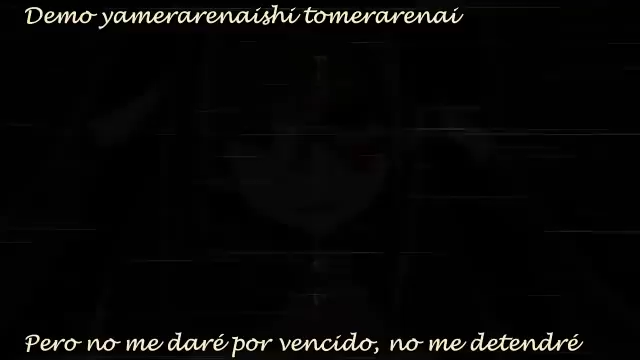 Demo yamerarenaishi tomerarenai
Pero no me daré por vencido, no me detendré